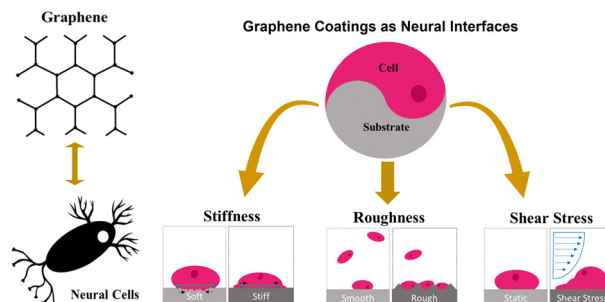 Graphene
Graphene Coatings as Neural Interfaces
Cell
Substrate
Stiffness
Roughness
Shear Stress
Soft
Stiff
Smooth
Rough
Static
Shear Stress
Neural Cells